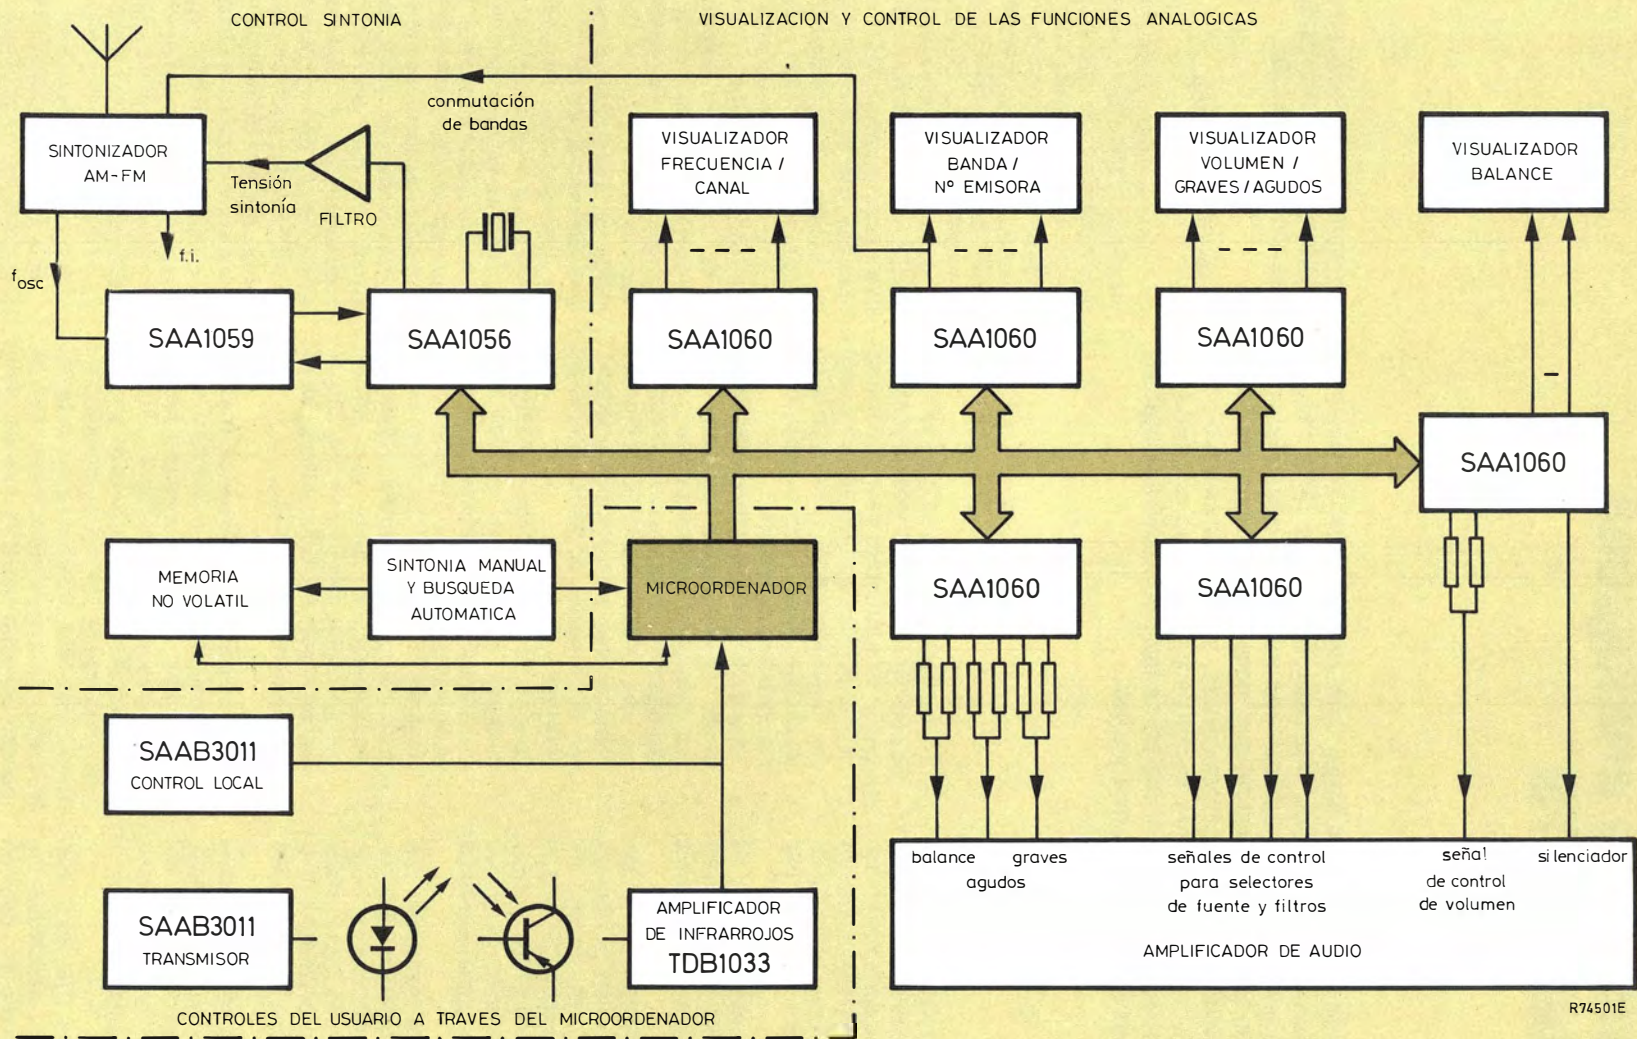 CONTROL SINTONIA
VISUALIZACION Y CONTROL DE LAS FUNCIONES ANALOGICAS
conmutación
de bandas
SINTONIZADOR
AM-FM
Tensión
sintonía
FILTRO
VISUALIZADOR
FRECUENCIA /
CANAL
VISUALIZADOR
BANDA /
Nº EMISORA
VISUALIZADOR
VOLUMEN /
GRAVES / AGUDOS
VISUALIZADOR
BALANCE
f.i.
fosc
SAA1059
SAA1056
SAA1060
SAA1060
SAA1060
SAA1060
MEMORIA
NO VOLATIL
SINTONIA MANUAL
Y BUSQUEDA
AUTOMATICA
MICROORDENADOR
SAA1060
SAA1060
SAAB3011
CONTROL LOCAL
SAAB3011
TRANSMISOR
AMPLIFICADOR
DE INFRARROJOS
TDB1033
balance graves
agudos
señales de control
para selectores
de fuente y filtros
señal
de control
de volumen
silenciador
AMPLIFICADOR DE AUDIO
CONTROLES DEL USUARIO A TRAVES DEL MICROORDENADOR
R74501E